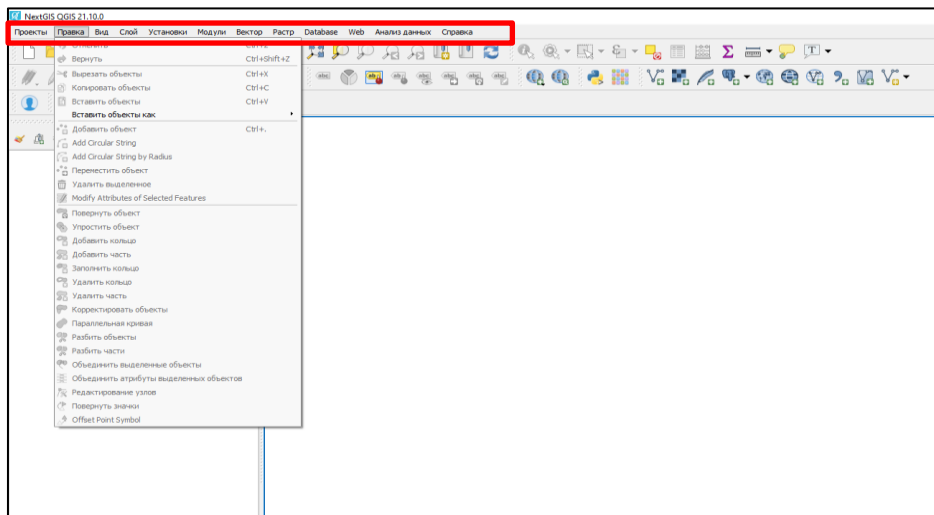 NextGIS QGIS 21.10.0
Проекты Правка Вид Слой Установки Модули Вектор Растр Database Web Анализ данных Справка
Отменить Ctrl+Z
Вернуть Ctrl+Shift+Z
Вырезать объекты Ctrl+X
Копировать объекты Ctrl+C
Вставить объекты Ctrl+V
Вставить объекты как
Добавить объект Ctrl+.
Add Circular String
Add Circular String by Radius
Переместить объект
Удалить выделенное
Modify Attributes of Selected Features
Повернуть объект
Упростить объект
Добавить кольцо
Добавить часть
Заполнить кольцо
Удалить кольцо
Удалить часть
Корректировать объекты
Параллельная кривая
Разбить объекты
Разбить части
Объединить выделенные объекты
Объединить атрибуты выделенных объектов
Редактирование узлов
Повернуть значки
Offset Point Symbol